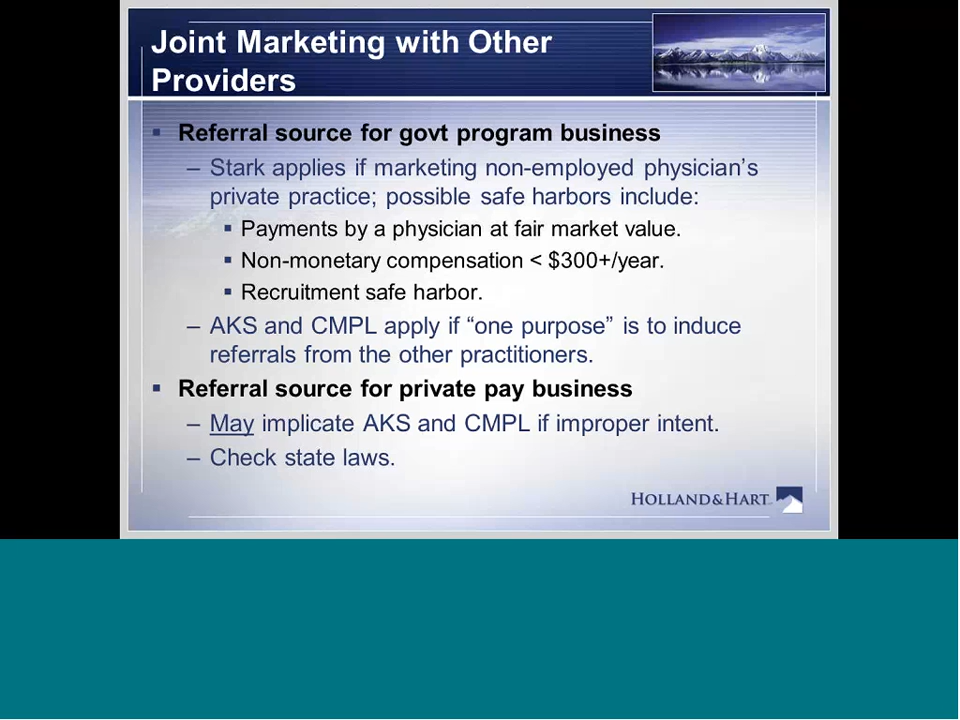 Joint Marketing with Other
Providers
▪ Referral source for govt program business
– Stark applies if marketing non-employed physician’s
private practice; possible safe harbors include:
▪ Payments by a physician at fair market value.
▪ Non-monetary compensation < $300+/year.
▪ Recruitment safe harbor.
– AKS and CMPL apply if “one purpose” is to induce
referrals from the other practitioners.
▪ Referral source for private pay business
– May implicate AKS and CMPL if improper intent.
– Check state laws.
HOLLAND&HART